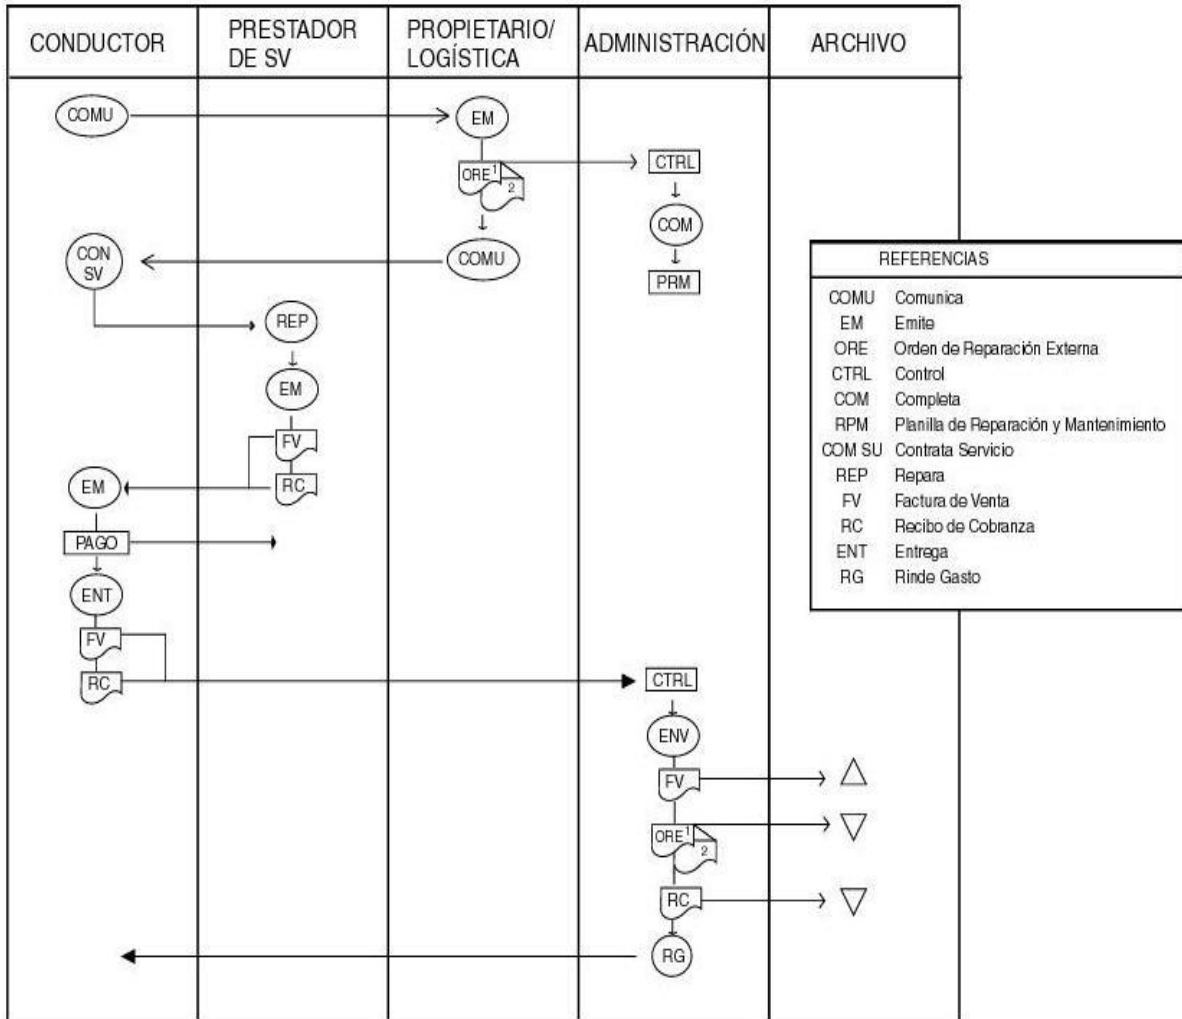 CONDUCTOR
PRESTADOR
DE SV
PROPIETARIO/
LOGÍSTICA
ADMINISTRACIÓN
ARCHIVO
COMU
EM
ORE 1
2
CTRL
COM
PRM
COMU
CON
SV
REP
EM
FV
RC
EM
PAGO
ENT
FV
RC
CTRL
ENV
FV
ORE 1
2
RC
RG
REFERENCIAS
COMU Comunica
EM Emite
ORE Orden de Reparación Externa
CTRL Control
COM Completa
RPM Planilla de Reparación y Mantenimiento
COM SU Contrata Servicio
REP Repara
FV Factura de Venta
RC Recibo de Cobranza
ENT Entrega
RG Rinde Gasto